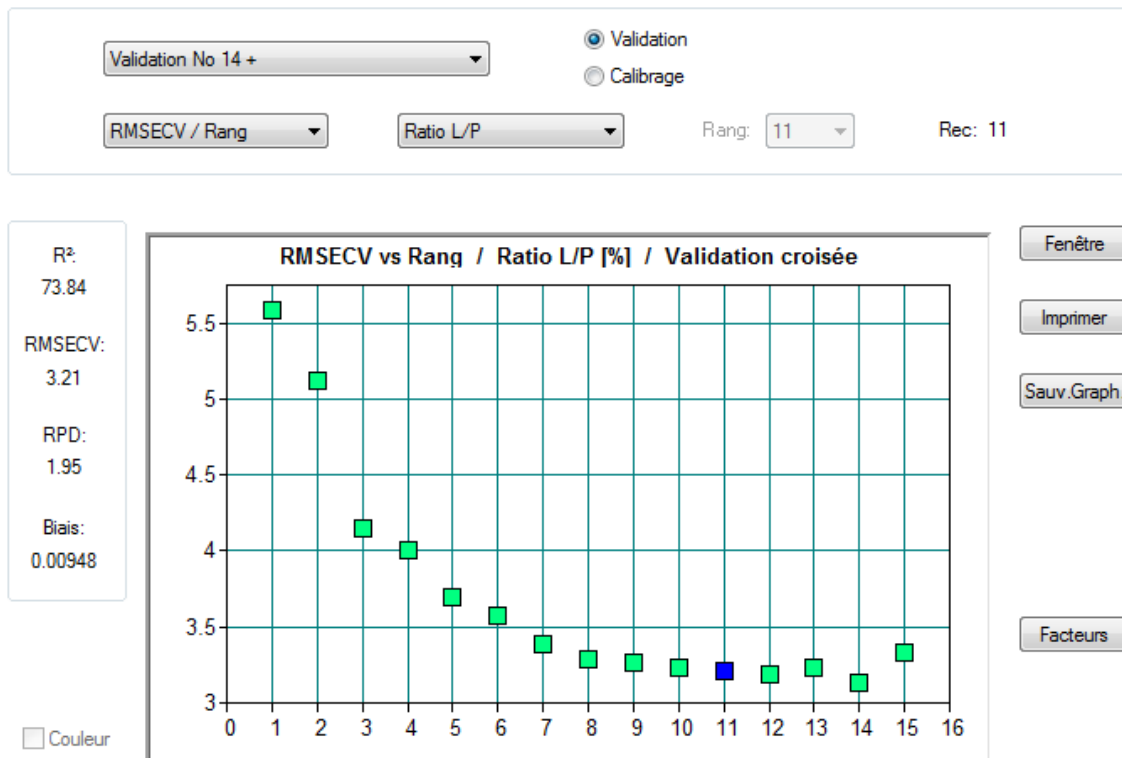 Validation No 14 +
Validation
Calibrage
RMSECV / Rang
Ratio L/P
Rang: 11
Rec: 11
R²:
73.84
RMSECV:
3.21
RPD:
1.95
Biais:
0.00948
Couleur
RMSECV vs Rang / Ratio L/P [%] / Validation croisée
5.5
5
4.5
4
3.5
3
0 1 2 3 4 5 6 7 8 9 10 11 12 13 14 15 16
Fenêtre
Imprimer
Sauv.Graph
Facteurs